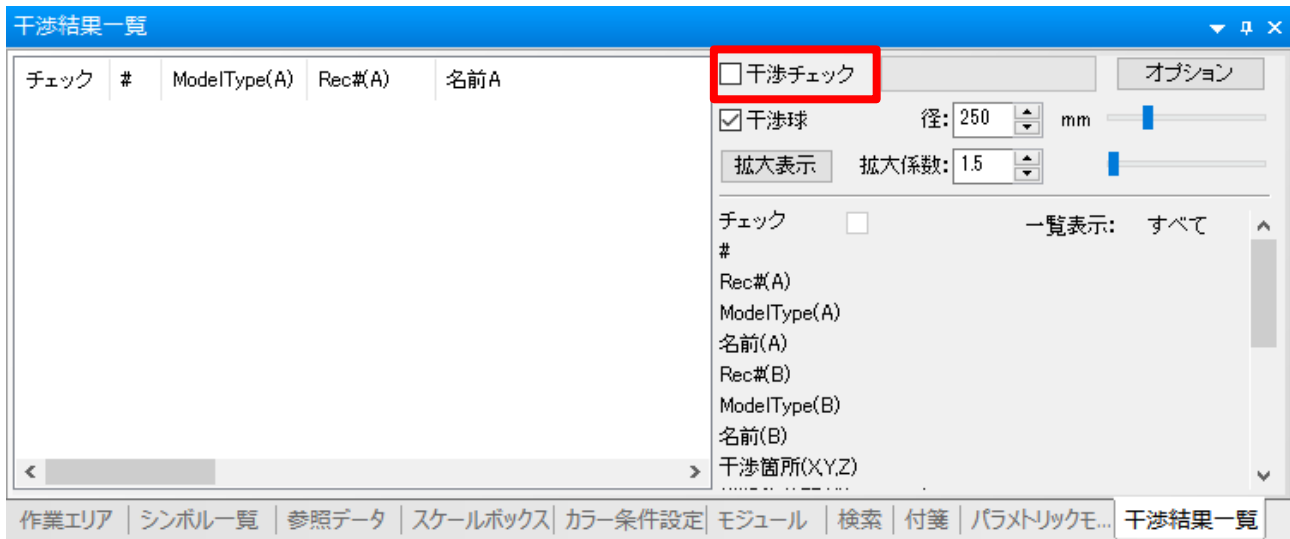 干渉結果一覧
チェック # ModelType(A) Rec#(A) 名前A
干渉チェック オプション
干渉球 径: 250 mm
拡大表示 拡大係数: 1.5
チェック 一覧表示: すべて
#
Rec#(A)
ModelType(A)
名前(A)
Rec#(B)
ModelType(B)
名前(B)
干渉箇所(X,Y,Z)
作業エリア シンボル一覧 参照データ スケールボックス カラー条件設定 モジュール 検索 付箋 パラメトリックモ... 干渉結果一覧